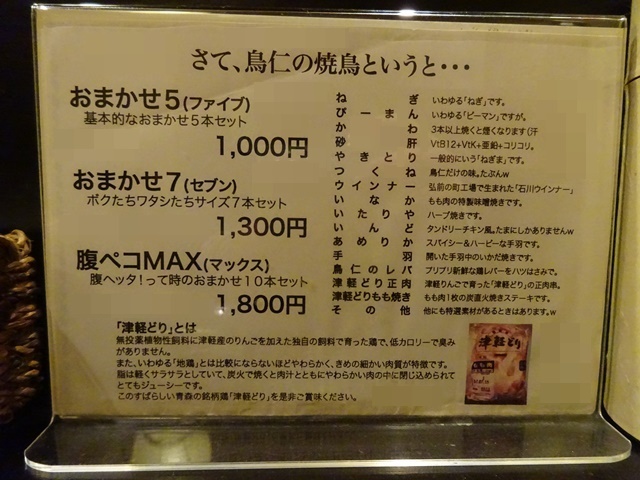 さて、鳥仁の焼鳥というと・・・
おまかせ5(ファイブ)
基本的なおまかせ5本セット
1,000円
おまかせ7(セブン)
ボクたちワタシたちサイズ7本セット
1,300円
腹ペコMAX(マックス)
腹ヘッタ!って時のおまかせ10本セット
1,800円
ねぎ いわゆる「ねぎ」です。
ぴーまん いわゆる「ピーマン」ですが。
かわ 3本以上焼くと煙くなります(汗
砂肝 VtB12+VtK+亜鉛+コリコリ。
やきとり 一般的にいう「ねぎま」です。
つくね 鳥仁だけの味。たぶんw
ウインナー 弘前の町工場で生まれた「石川ウインナー」
いなか もも肉の特製味噌焼きです。
いたりや ハーブ焼きです。
いんど タンドリーチキン風。たまにしかありませんw
あめりか スパイシー&ハーピーな手羽です。
手羽 開いた手羽中のいかだ焼きです。
鳥仁のレバ プリプリ新鮮な鶏レバーをハツはさみで。
津軽どり正肉 津軽りんごで育った「津軽どり」の正肉串。
津軽どりもも焼き もも肉1枚の炭直火焼きステーキです。
その他 他にも特選素材があるときはあります。w
「津軽どり」とは
無投薬植物性飼料に津軽産のりんごを加えた独自の飼料で育った鶏で、低カロリーで臭み
がありません。
また、いわゆる「地鶏」とは比較にならないほどやわらかく、きめの細かい肉質が特徴です。
脂は軽くサラサラとしていて、炭火で焼くと肉汁とともにやわらかい肉の中に閉じ込められて
とてもジューシーです。
このすばらしい青森の銘柄鶏「津軽どり」を是非ご賞味ください。
津軽どり